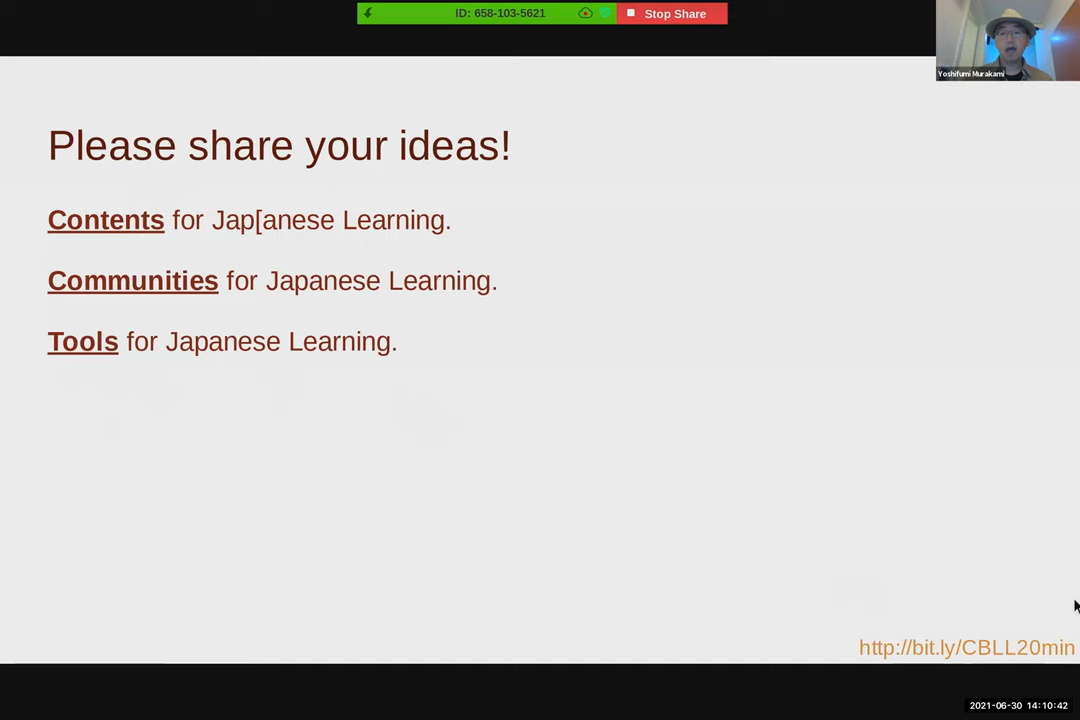 ID: 658-103-5621
Stop Share
Yoshifumi Murakami
Please share your ideas!
Contents for Jap[anese Learning.
Communities for Japanese Learning.
Tools for Japanese Learning.
http://bit.ly/CBLL20min
2021-06-30 14:10:42